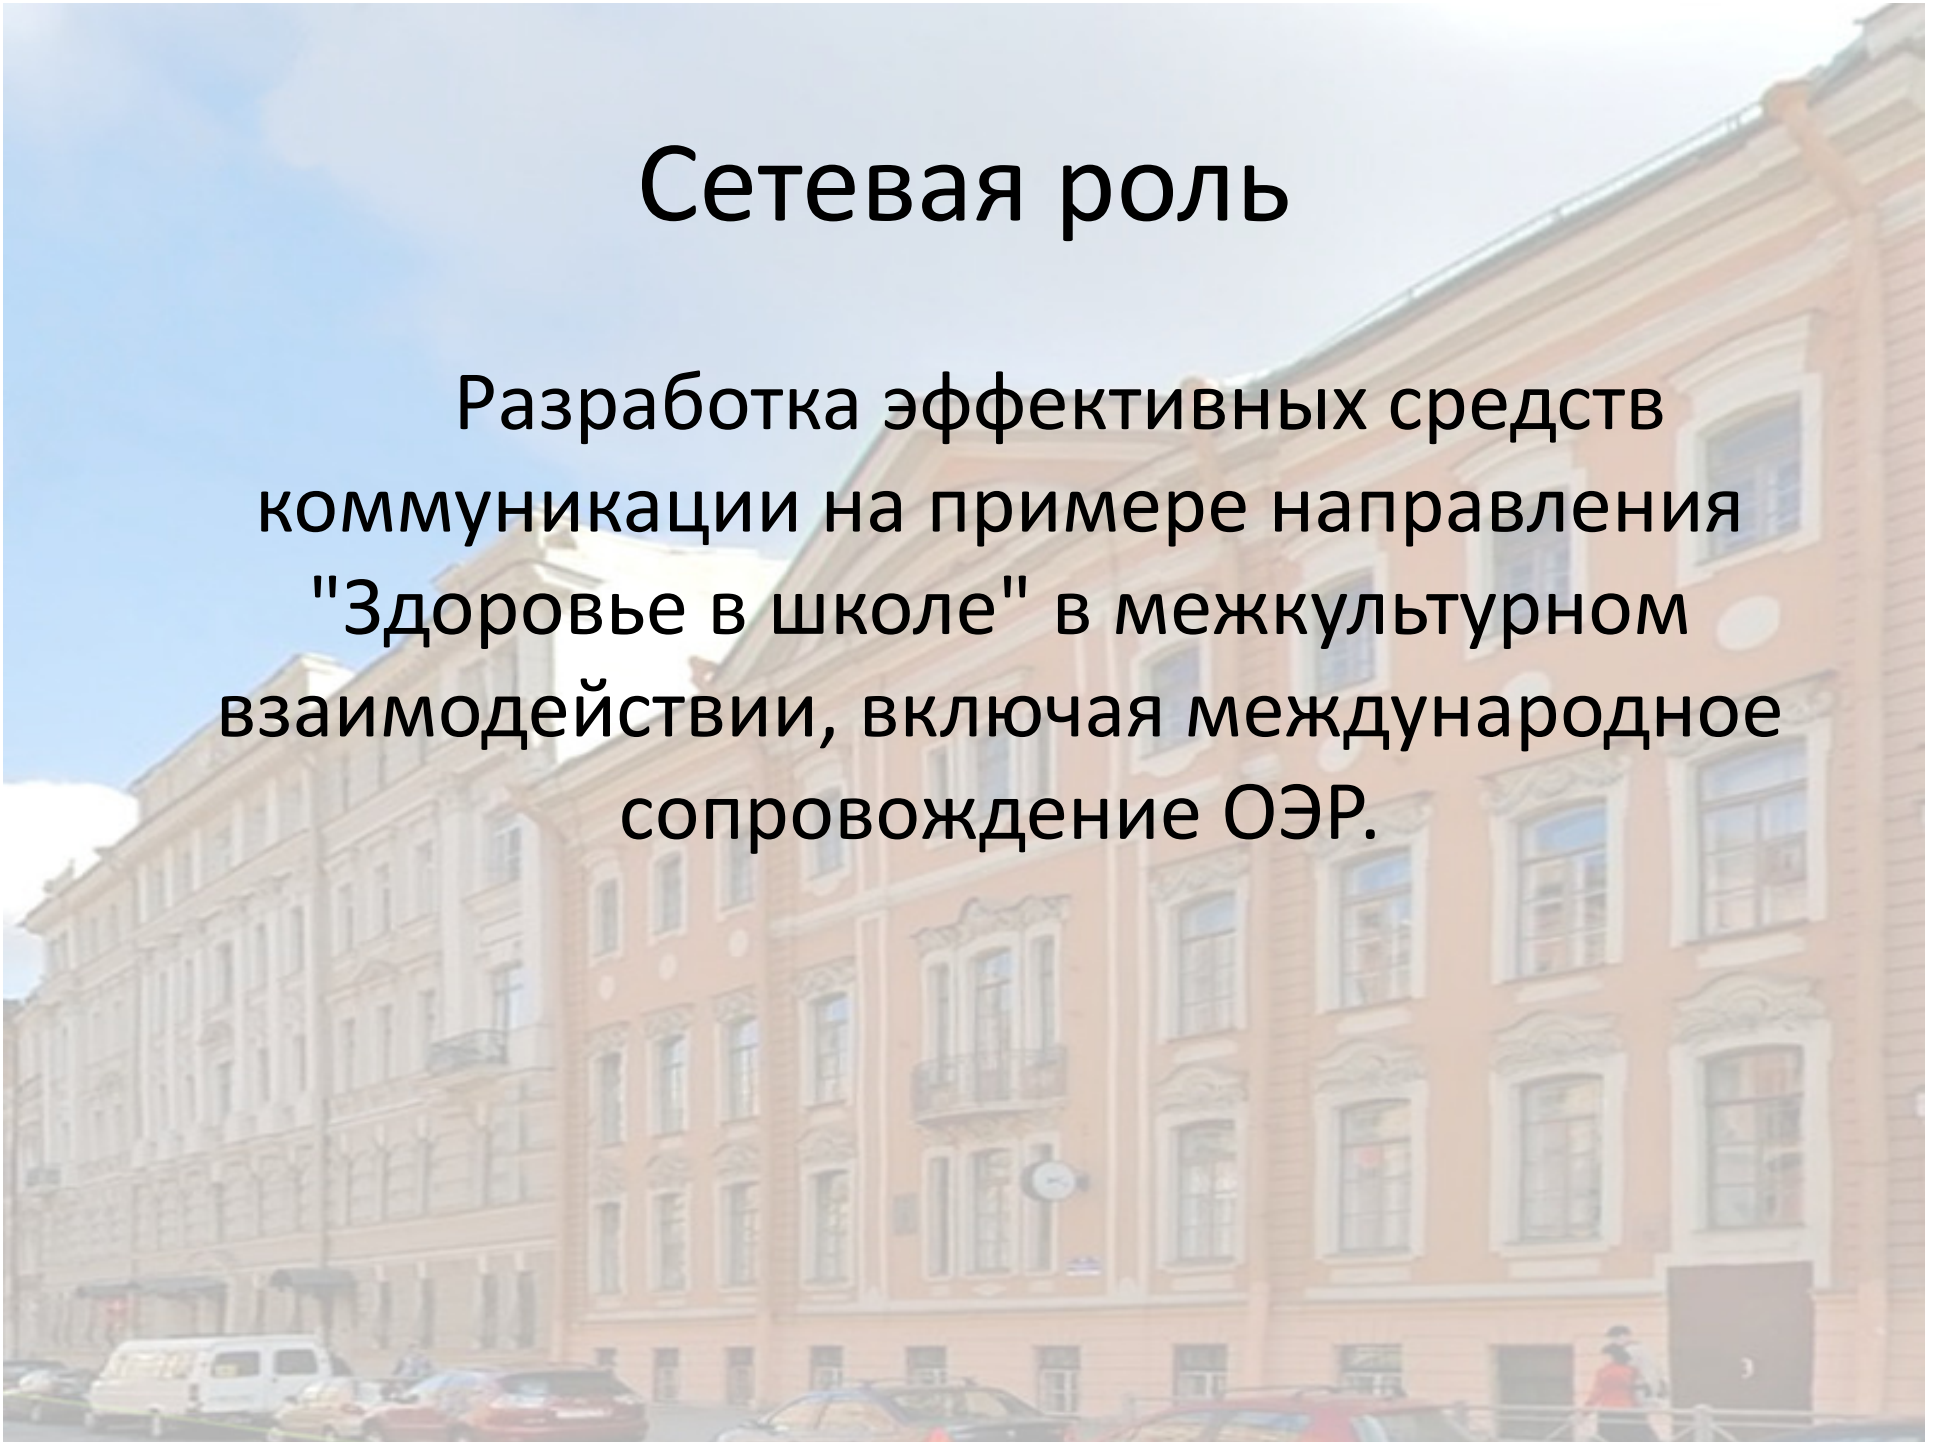 Сетевая роль
Разработка эффективных средств
коммуникации на примере направления
"Здоровье в школе" в межкультурном
взаимодействии, включая международное
сопровождение ОЭР.